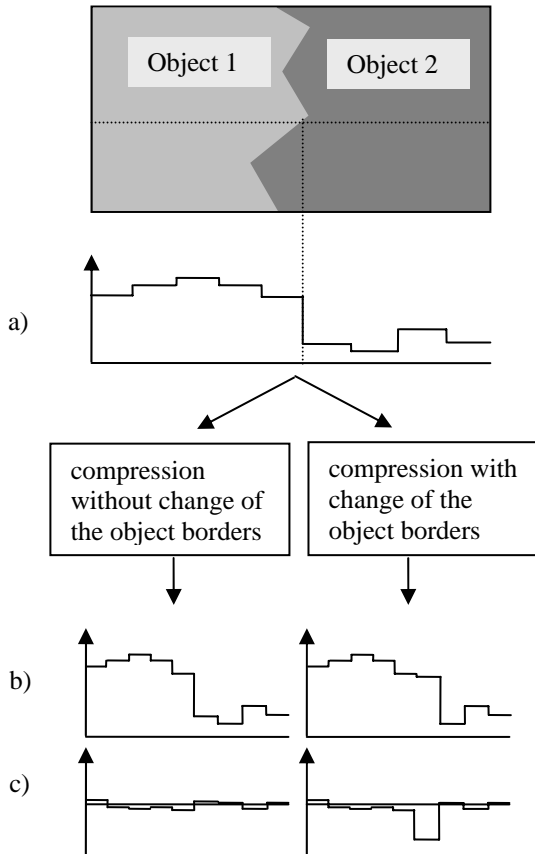 Object 1
Object 2
a)
compression
without change of
the object borders
compression with
change of the
object borders
b)
c)